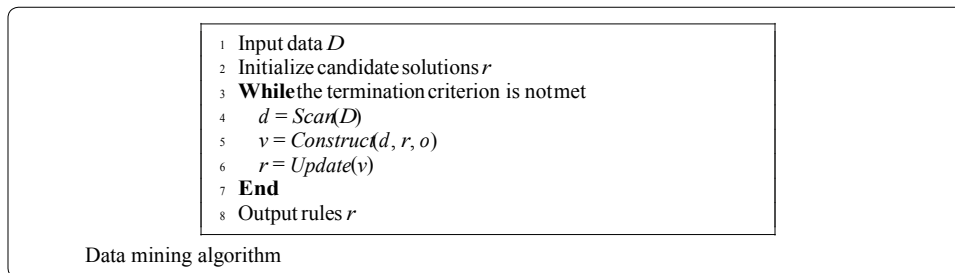 1 Input data D
2 Initialize candidate solutions r
3 While the termination criterion is not met
4 d = Scan(D)
5 v = Construct(d, r, o)
6 r = Update(v)
7 End
8 Output rules r
Data mining algorithm